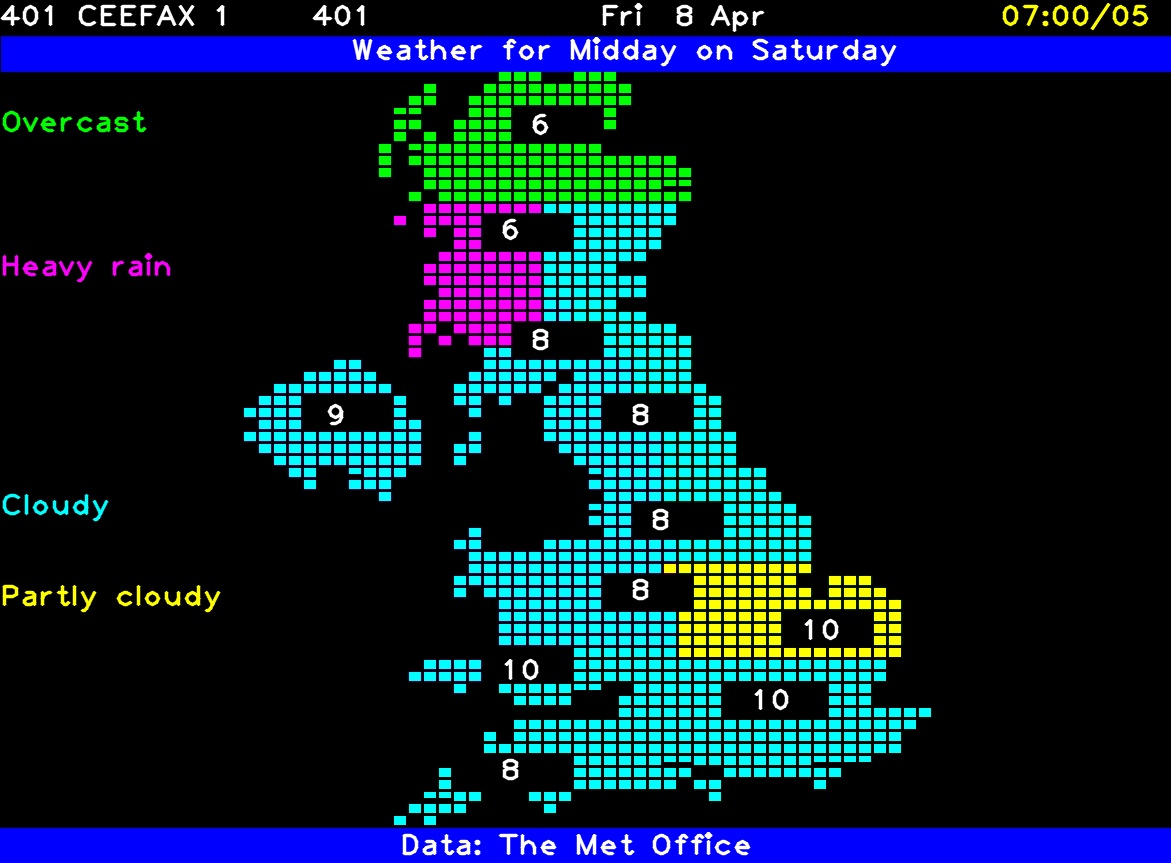 401 CEEFAX 1 401 Fri 8 Apr 07:00/05
Weather for Midday on Saturday
Overcast
6
6
Heavy rain
8
9
8
Cloudy
8
Partly cloudy
8
10
10
10
8
Data: The Met Office